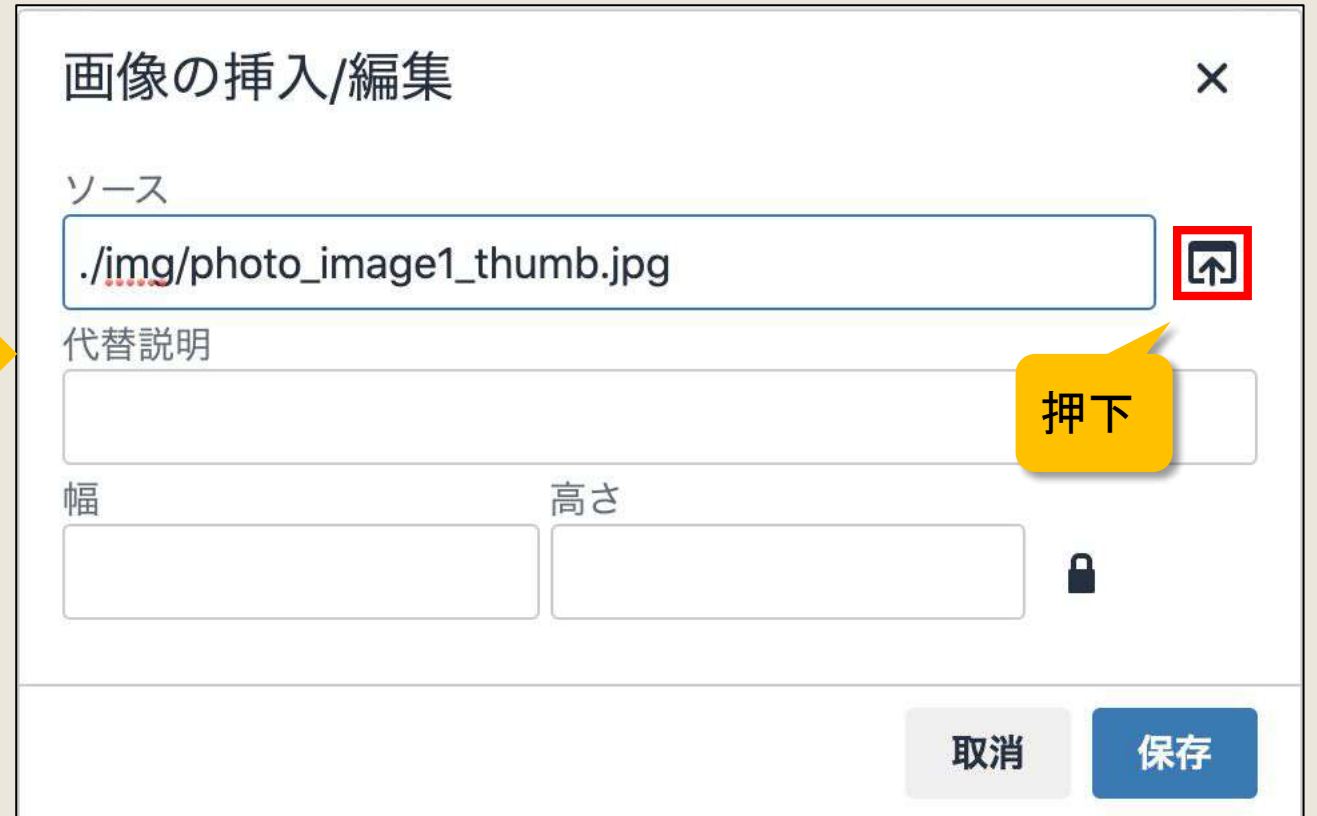 画像の挿入/編集
ソース
./img/photo_image1_thumb.jpg
代替説明
押下
幅 高さ
取消 保存